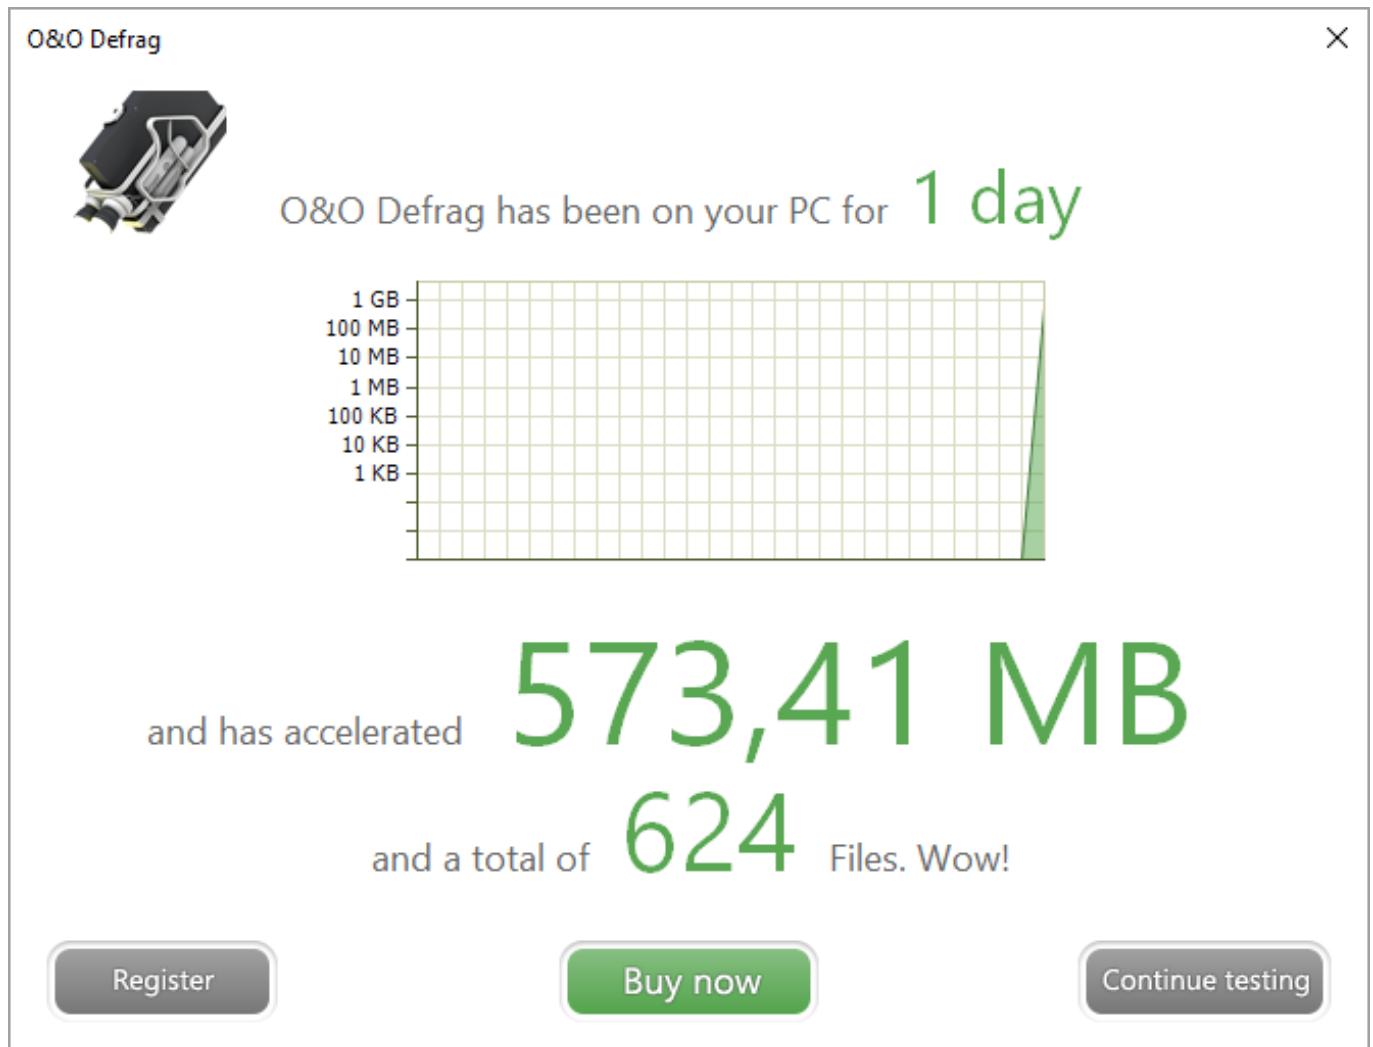 O&O Defrag
O&O Defrag has been on your PC for 1 day
1 GB
100 MB
10 MB
1 MB
100 KB
10 KB
1 KB
and has accelerated 573,41 MB
and a total of 624 Files. Wow!
Register
Buy now
Continue testing